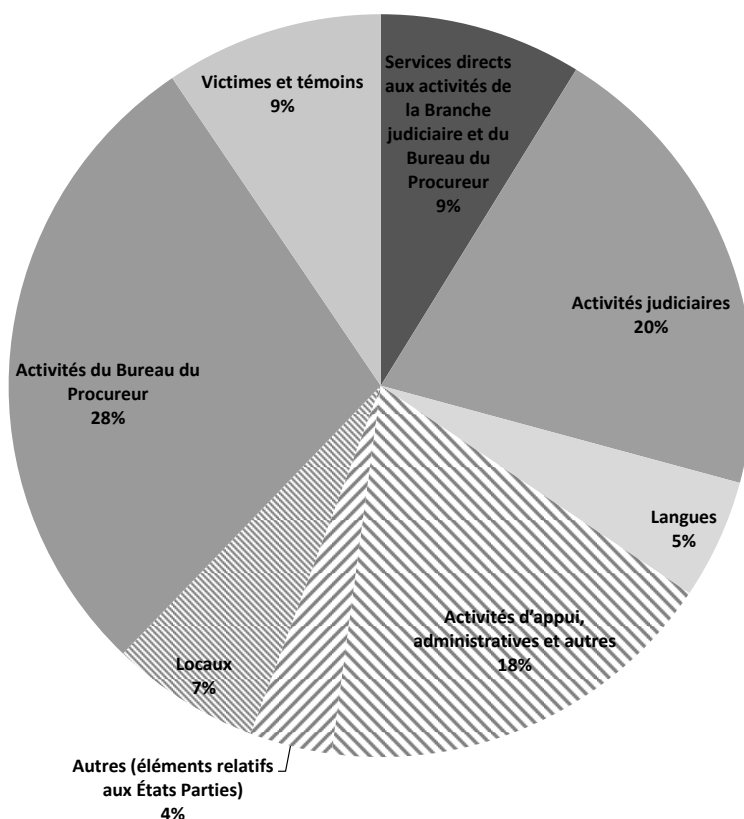 Services directs
aux activités de
la Branche
judiciaire et du
Bureau du
Procureur
9%
Activités judiciaires
20%
Langues
5%
Activités d'appui,
administratives et autres
18%
Autres (éléments relatifs
aux États Parties)
4%
Locaux
7%
Activités du Bureau du
Procureur
28%
Victimes et témoins
9%